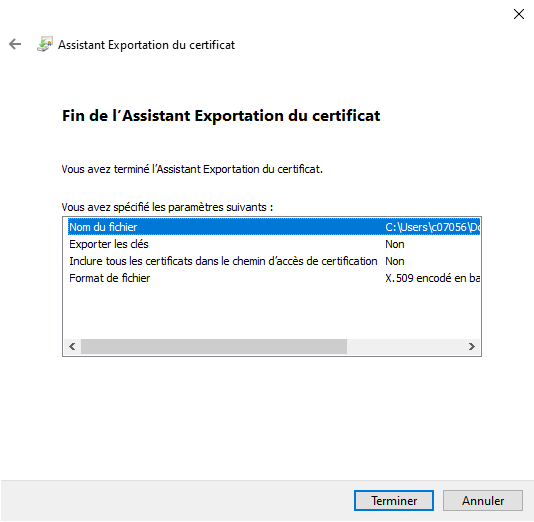 Assistant Exportation du certificat
Fin de l’Assistant Exportation du certificat
Vous avez terminé l’Assistant Exportation du certificat.
Vous avez spécifié les paramètres suivants :
Nom du fichier C:\Users\c07056\Do
Exporter les clés Non
Inclure tous les certificats dans le chemin d’accès de certification Non
Format de fichier X.509 encodé en ba
Terminer Annuler